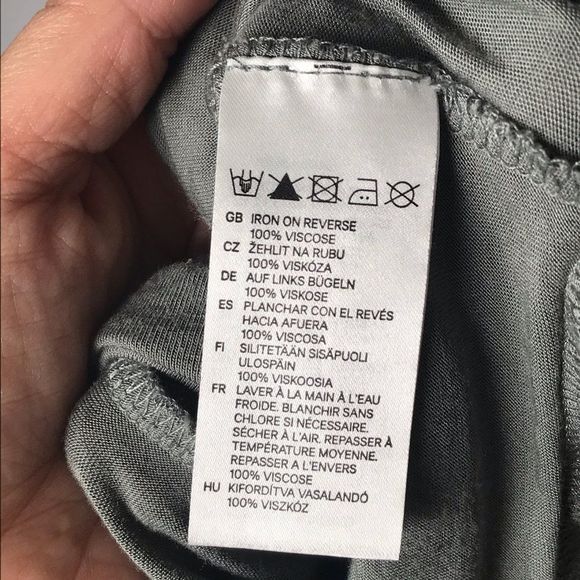 GB IRON ON REVERSE
100% VISCOSE
CZ ŽEHLIT NA RUBU
100% VISKÓZA
DE AUF LINKS BÜGELN
100% VISKOSE
ES PLANCHAR CON EL REVÉS
HACIA AFUERA
100% VISCOSA
FI SILITETÄÄN SISÄPUOLI
ULOSPÄIN
100% VISKOOSIA
FR LAVER À LA MAIN À L'EAU
FROIDE. BLANCHIR SANS
CHLORE SI NÉCESSAIRE.
SÉCHER À L'AIR. REPASSER À
TEMPÉRATURE MOYENNE.
REPASSER A L'ENVERS
100% VISCOSE
HU KIFORDÍTVA VASALANDÓ
100% VISZKÓZ